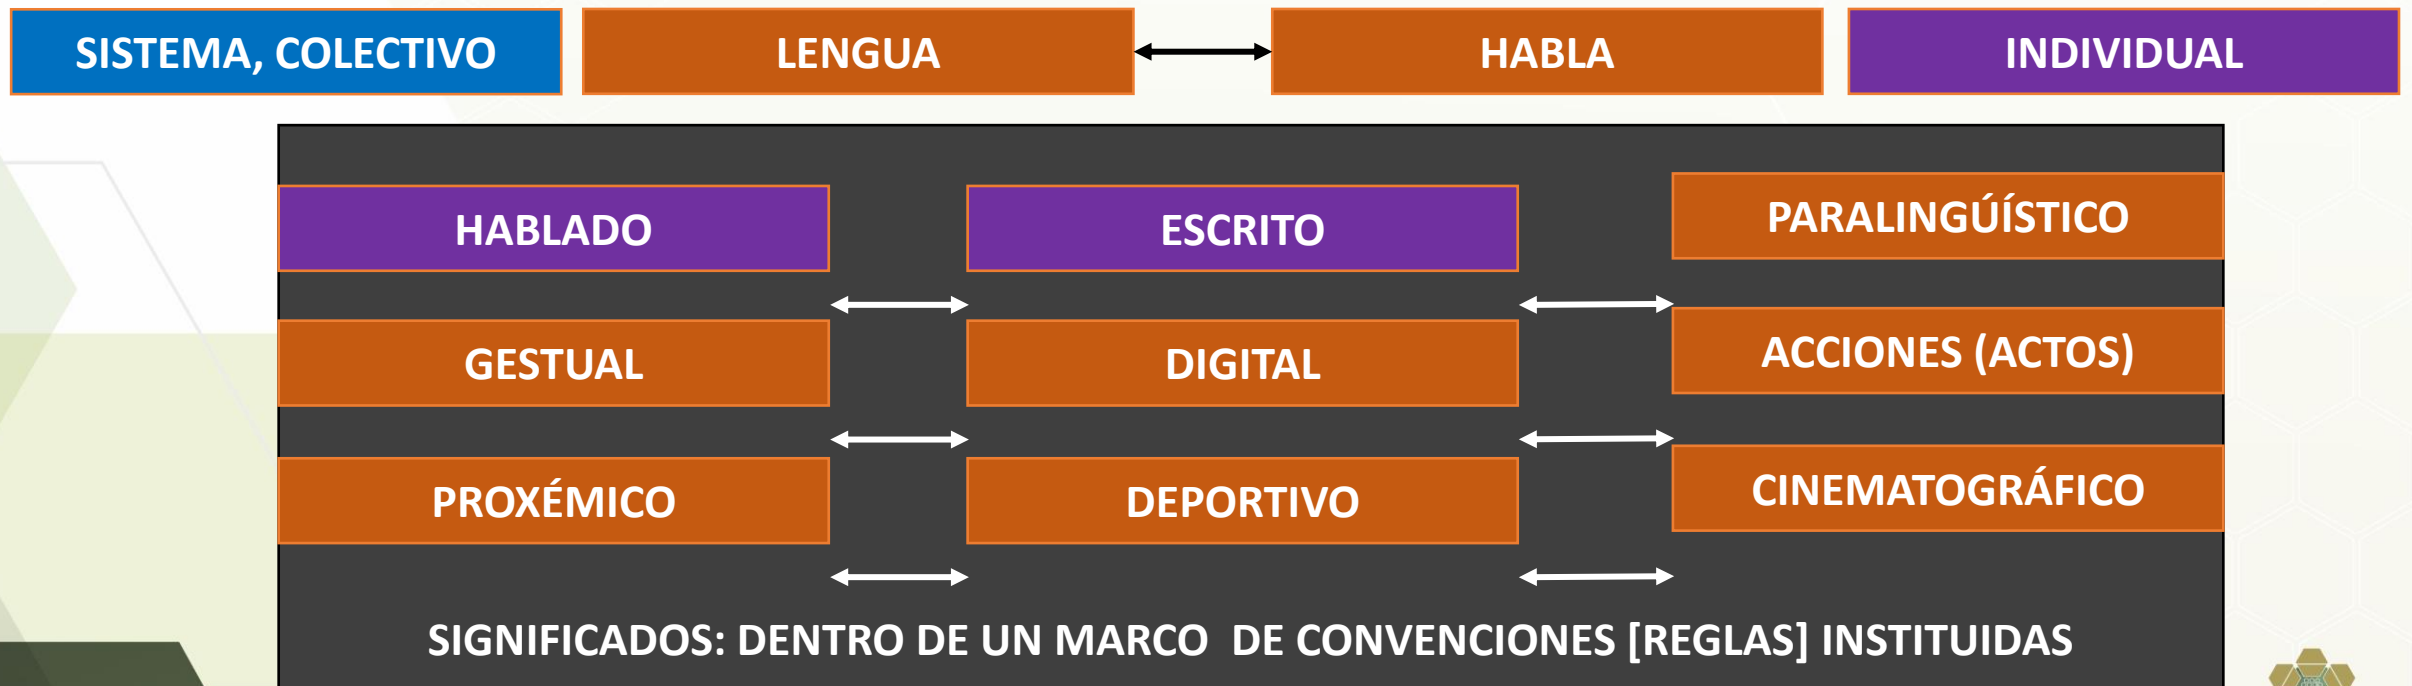 SISTEMA, COLECTIVO
LENGUA
HABLA
INDIVIDUAL
HABLADO
ESCRITO
PARALINGÚÍSTICO
GESTUAL
DIGITAL
ACCIONES (ACTOS)
PROXÉMICO
DEPORTIVO
CINEMATOGRÁFICO
SIGNIFICADOS: DENTRO DE UN MARCO  DE CONVENCIONES [REGLAS] INSTITUIDAS